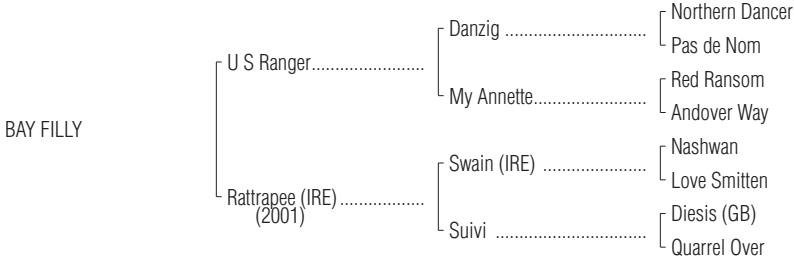 Northern Dancer
Danzig ..............................
Pas de Nom
U S Ranger........................
Red Ransom
My Annette........................
Andover Way
BAY FILLY
Nashwan
Swain (IRE) ......................
Love Smitten
Rattrapee (IRE) ..................
(2001)
Diesis (GB)
Suivi ................................
Quarrel Over